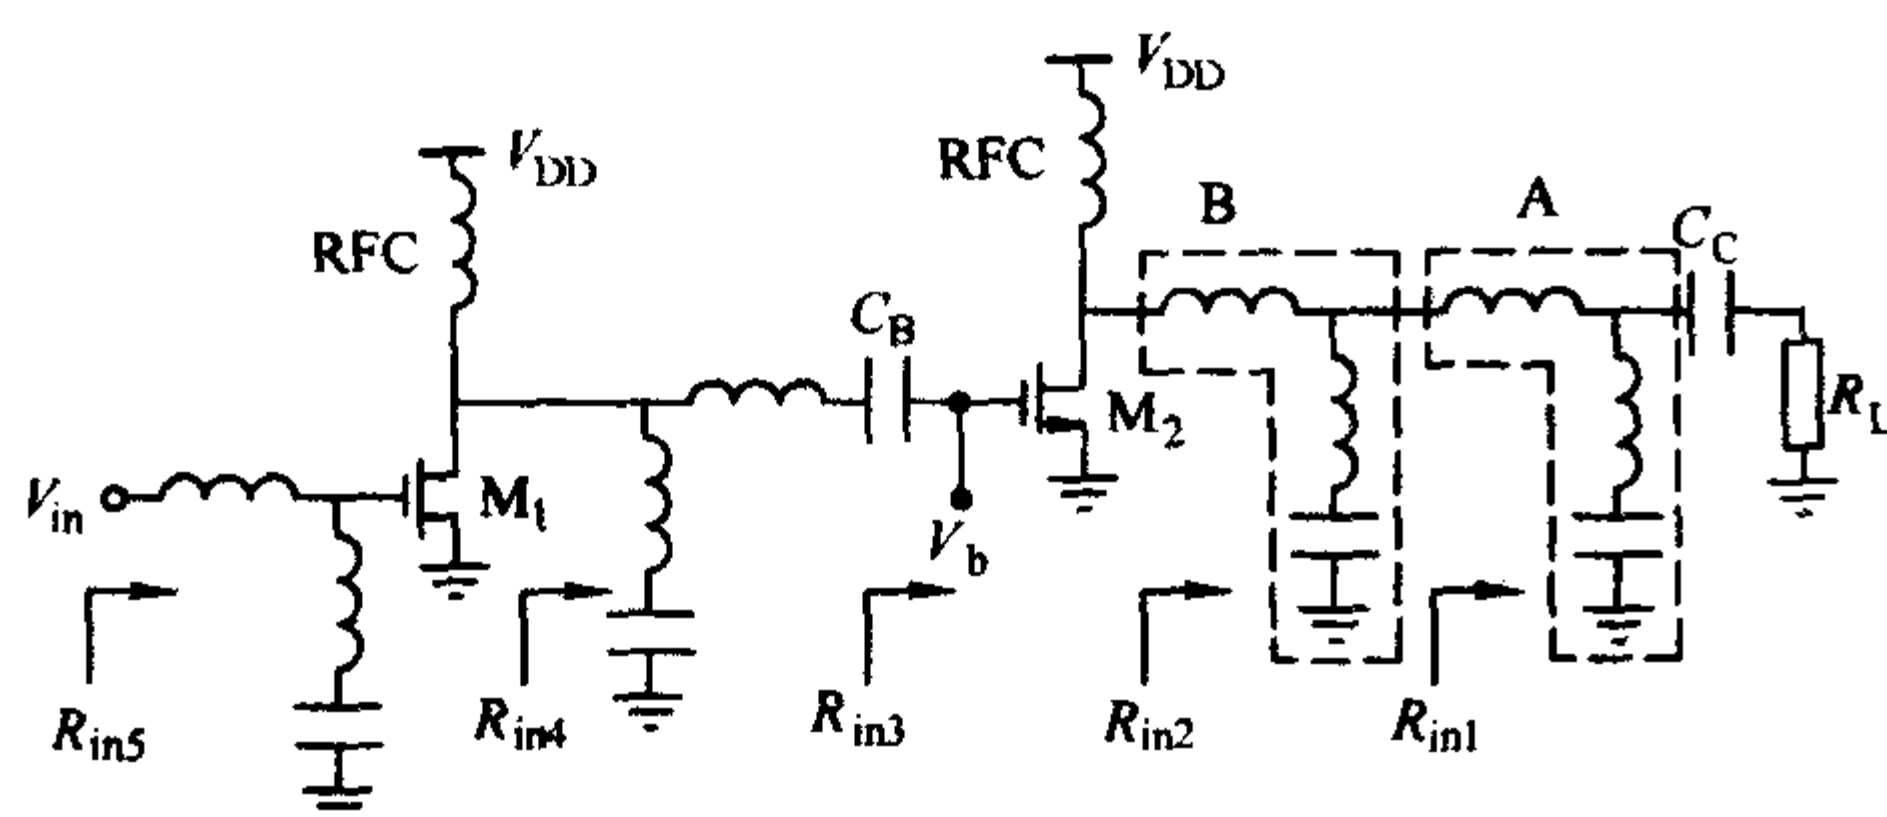 V_DD
V_DD
RFC
RFC
B
A
C_C
C_B
R_L
M_2
V_in
M_1
V_b
R_in5
R_in4
R_in3
R_in2
R_in1